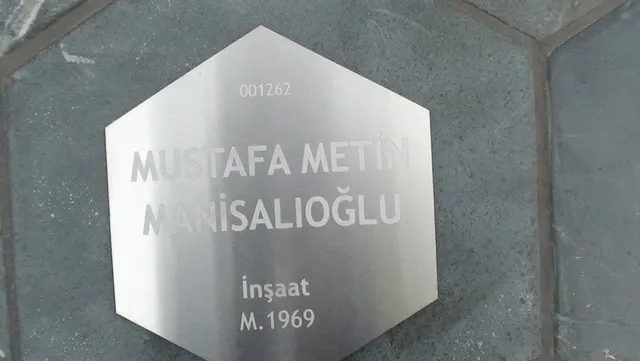 001262
MUSTAFA METİN
MANİSALIOĞLU
İnşaat
M.1969